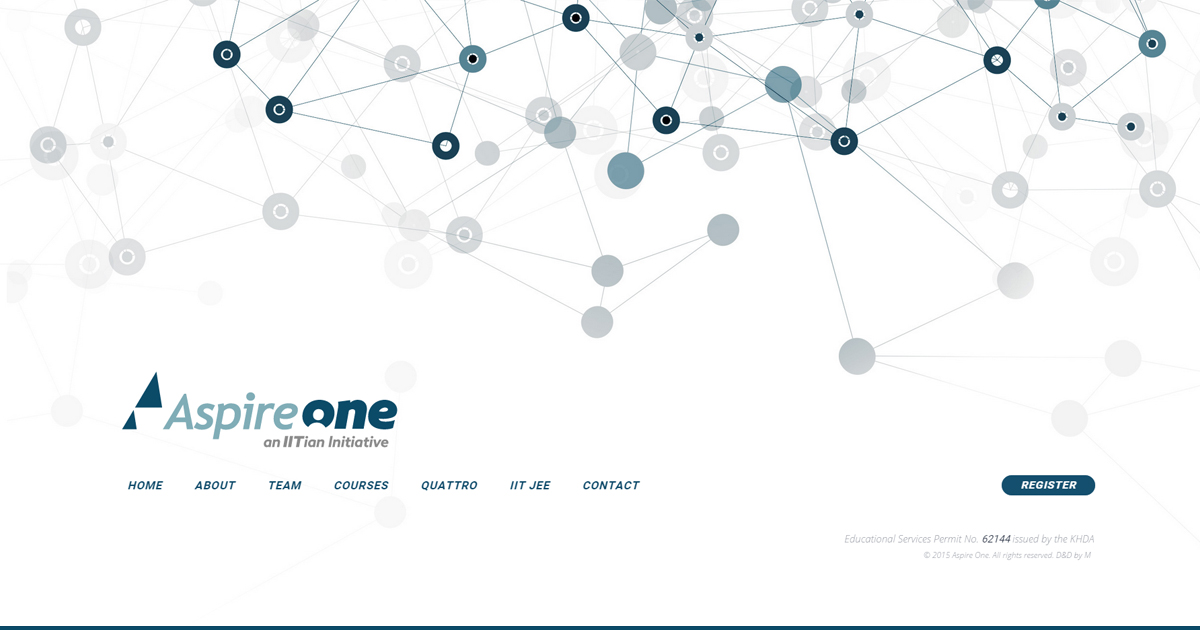 Aspire one
an IITian Initiative
HOME ABOUT TEAM COURSES QUATTRO IIT JEE CONTACT REGISTER
Educational Services Permit No. 62144 issued by the KHDA
© 2015 Aspire One. All rights reserved. D&D by M